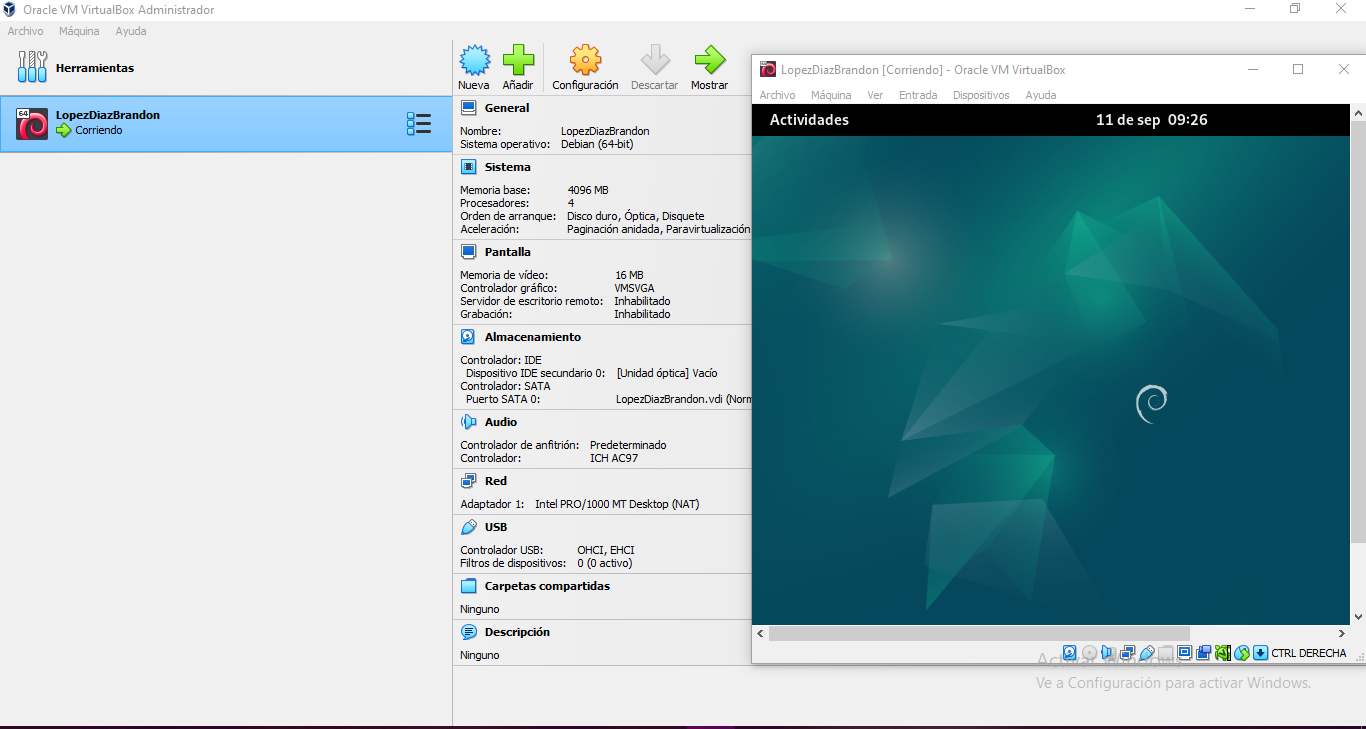 Oracle VM VirtualBox Administrador
Archivo Máquina Ayuda
Herramientas
64
LopezDiazBrandon
Corriendo
Nueva Añadir Configuración Descartar Mostrar
General
Nombre: LopezDiazBrandon
Sistema operativo: Debian (64-bit)
Sistema
Memoria base: 4096 MB
Procesadores: 4
Orden de arranque: Disco duro, Óptica, Disquete
Aceleración: Paginación anidada, Paravirtualización
Pantalla
Memoria de vídeo: 16 MB
Controlador gráfico: VMSVGA
Servidor de escritorio remoto: Inhabilitado
Grabación: Inhabilitado
Almacenamiento
Controlador: IDE
Dispositivo IDE secundario 0: [Unidad óptica] Vacío
Controlador: SATA
Puerto SATA 0: LopezDiazBrandon.vdi (Norm
Audio
Controlador de anfitrión: Predeterminado
Controlador: ICH AC97
Red
Adaptador 1: Intel PRO/1000 MT Desktop (NAT)
USB
Controlador USB: OHCI, EHCI
Filtros de dispositivos: 0 (0 activo)
Carpetas compartidas
Ninguno
Descripción
Ninguno
LopezDiazBrandon [Corriendo] - Oracle VM VirtualBox
Archivo Máquina Ver Entrada Dispositivos Ayuda
Actividades 11 de sep 09:26
CTRL DERECHA
Activar Windows
Ve a Configuración para activar Windows.